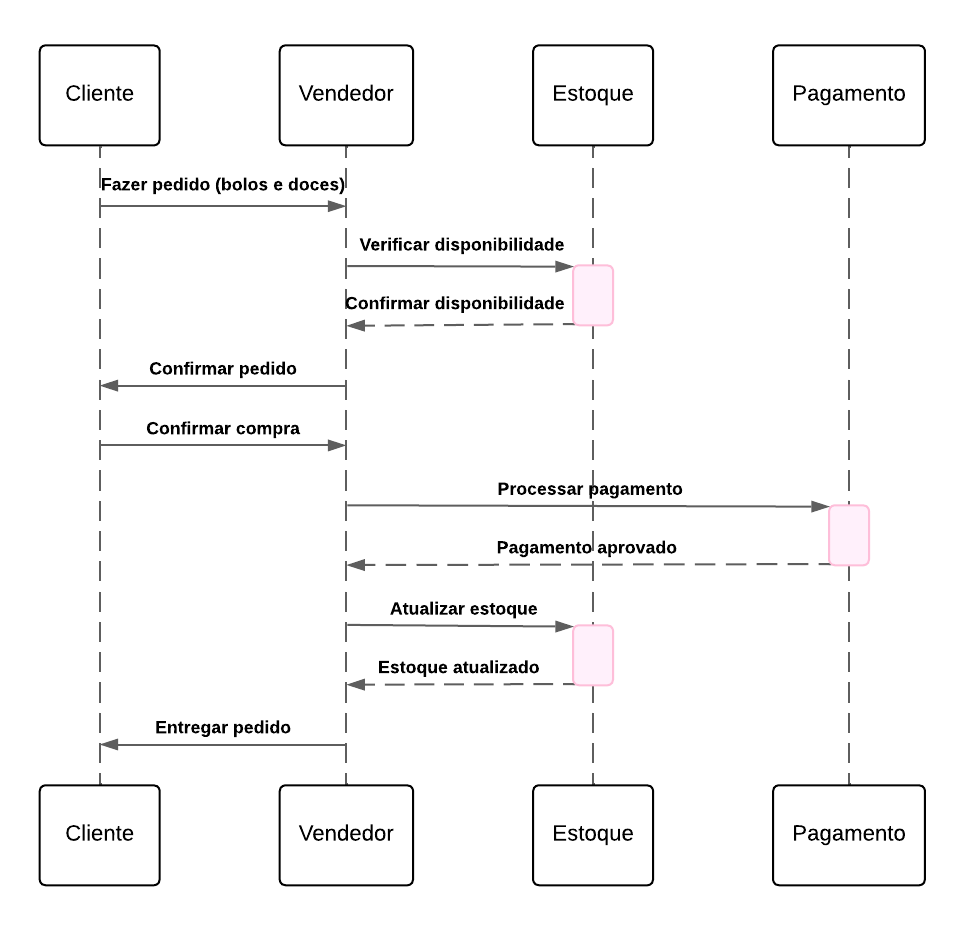 Cliente
Vendedor
Estoque
Pagamento
Fazer pedido (bolos e doces)
Verificar disponibilidade
Confirmar disponibilidade
Confirmar pedido
Confirmar compra
Processar pagamento
Pagamento aprovado
Atualizar estoque
Estoque atualizado
Entregar pedido
Cliente
Vendedor
Estoque
Pagamento